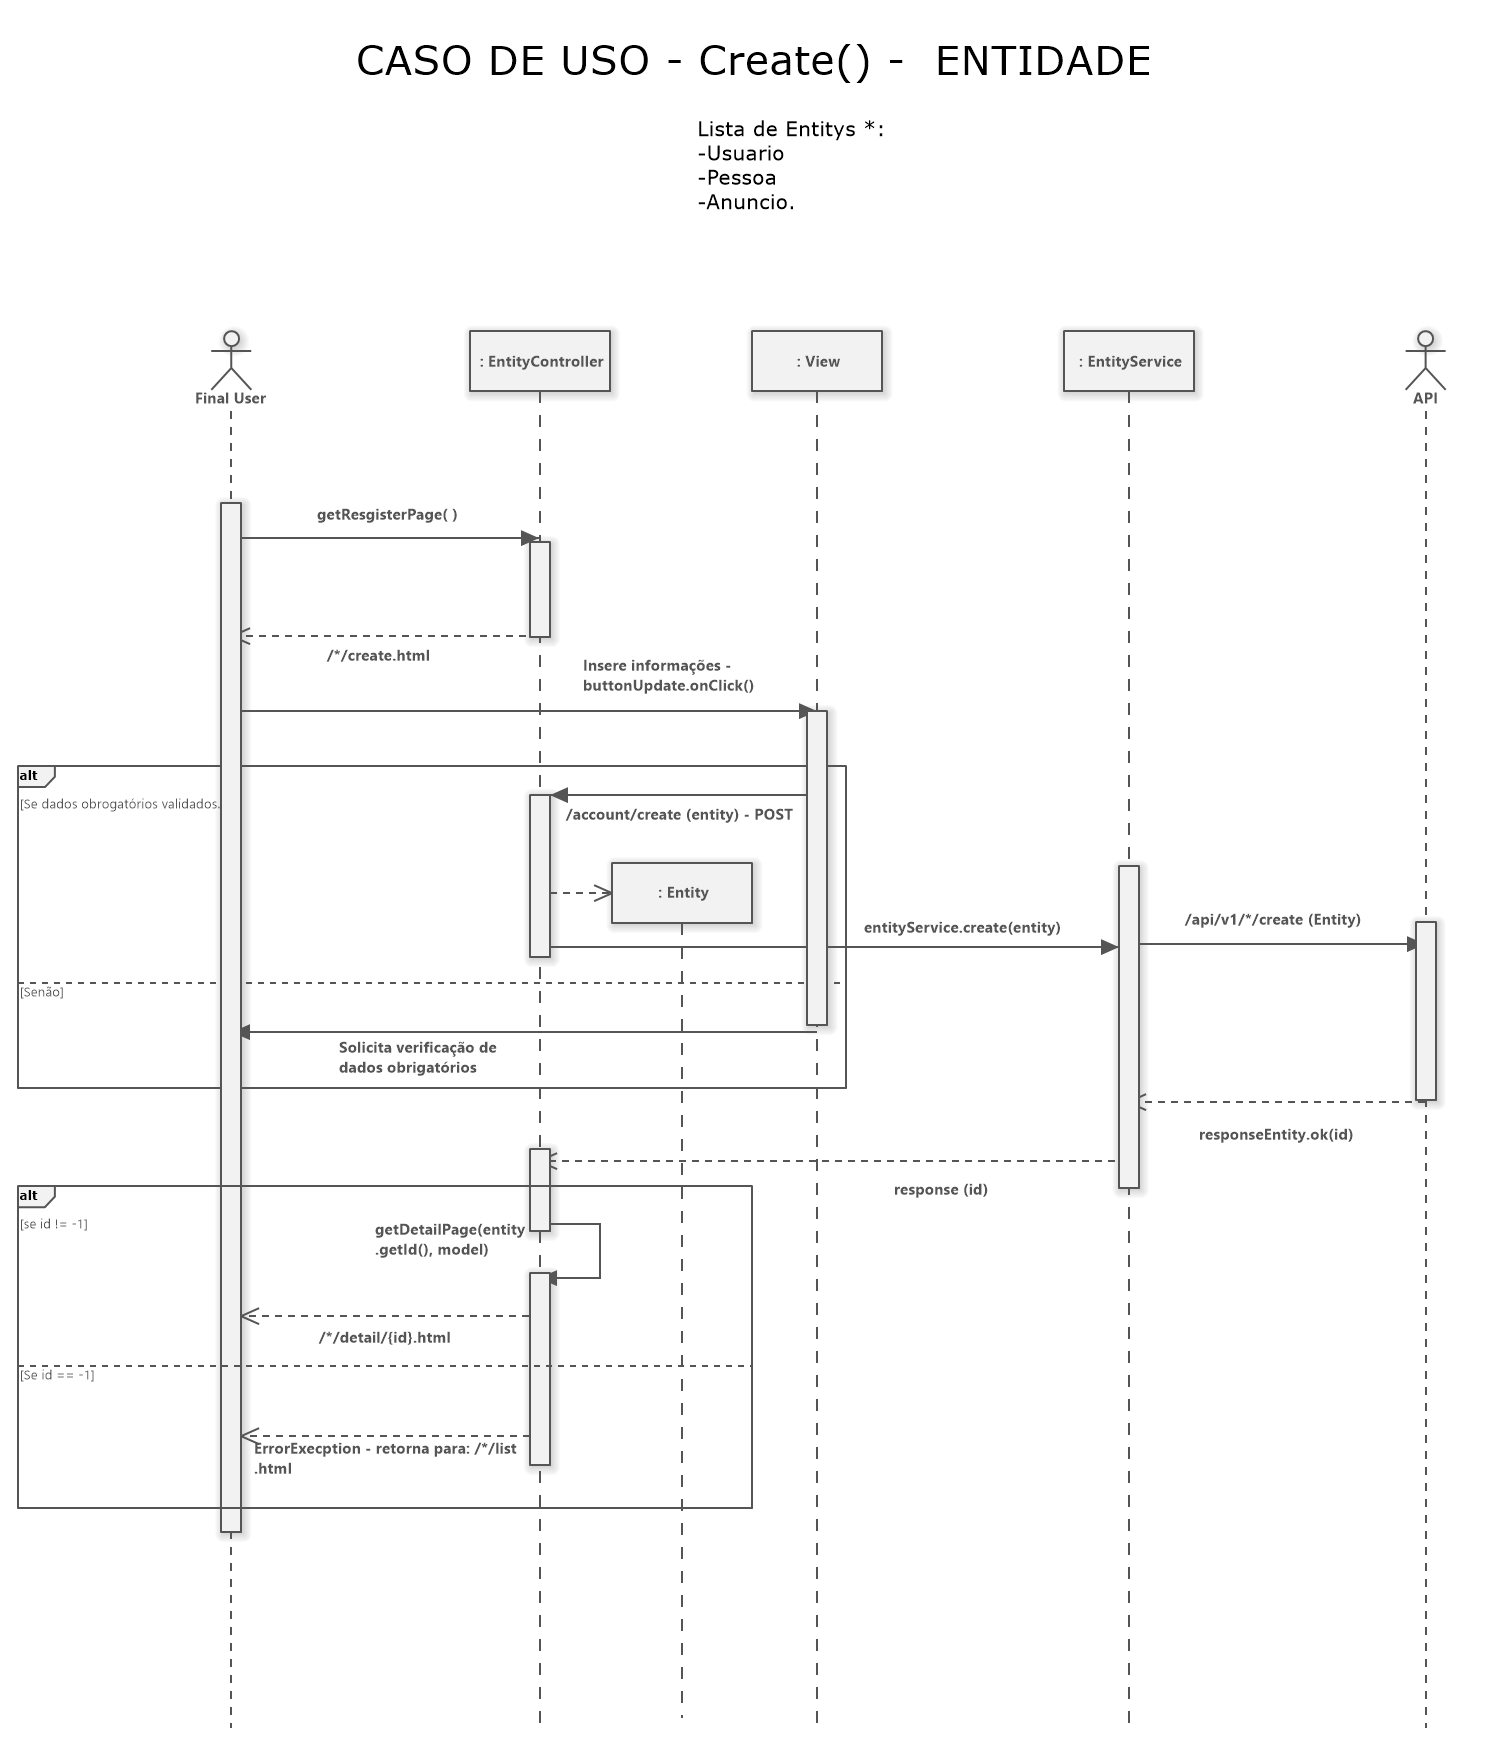 CASO DE USO - Create() - ENTIDADE
Lista de Entitys *:
-Usuario
-Pessoa
-Anuncio.
: EntityController
: View
: EntityService
Final User
API
getResgisterPage( )
/*/create.html
Insere informações -
buttonUpdate.onClick()
alt
[Se dados obrogatórios validados.
/account/create (entity) - POST
: Entity
entityService.create(entity)
/api/v1/*/create (Entity)
[Senão]
Solicita verificação de
dados obrigatórios
responseEntity.ok(id)
response (id)
alt
[se id != -1]
getDetailPage(entity
.getId(), model)
/*/detail/{id}.html
[Se id == -1]
ErrorExecption - retorna para: /*/list
.html